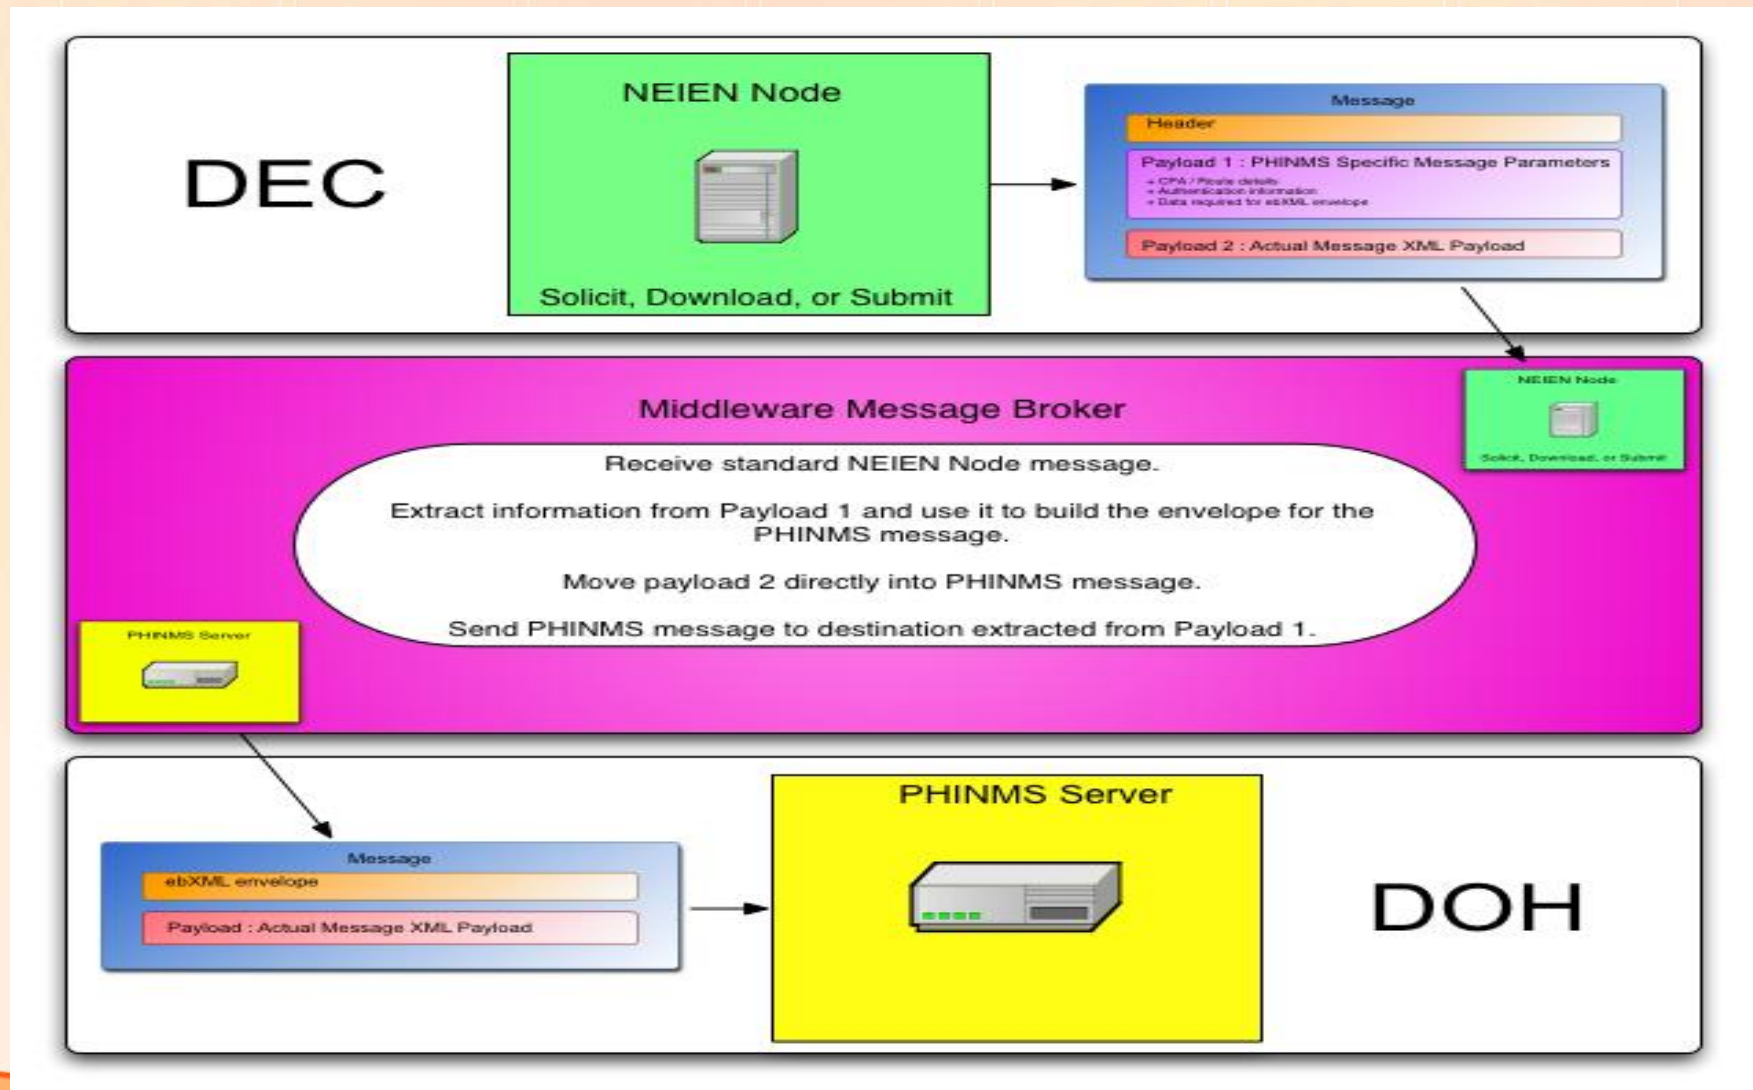 DEC
NEIEN Node
Solicit, Download, or Submit
Message
Header
Payload 1 : PHINMS Specific Message Parameters
+ CPA / Route details
+ Authentication information
+ Data required for ebXML envelope
Payload 2 : Actual Message XML Payload
Middleware Message Broker
NEIEN Node
Solicit, Download, or Submit
Receive standard NEIEN Node message.
Extract information from Payload 1 and use it to build the envelope for the
PHINMS message.
Move payload 2 directly into PHINMS message.
Send PHINMS message to destination extracted from Payload 1.
PHINMS Server
Message
ebXML envelope
Payload : Actual Message XML Payload
PHINMS Server
DOH